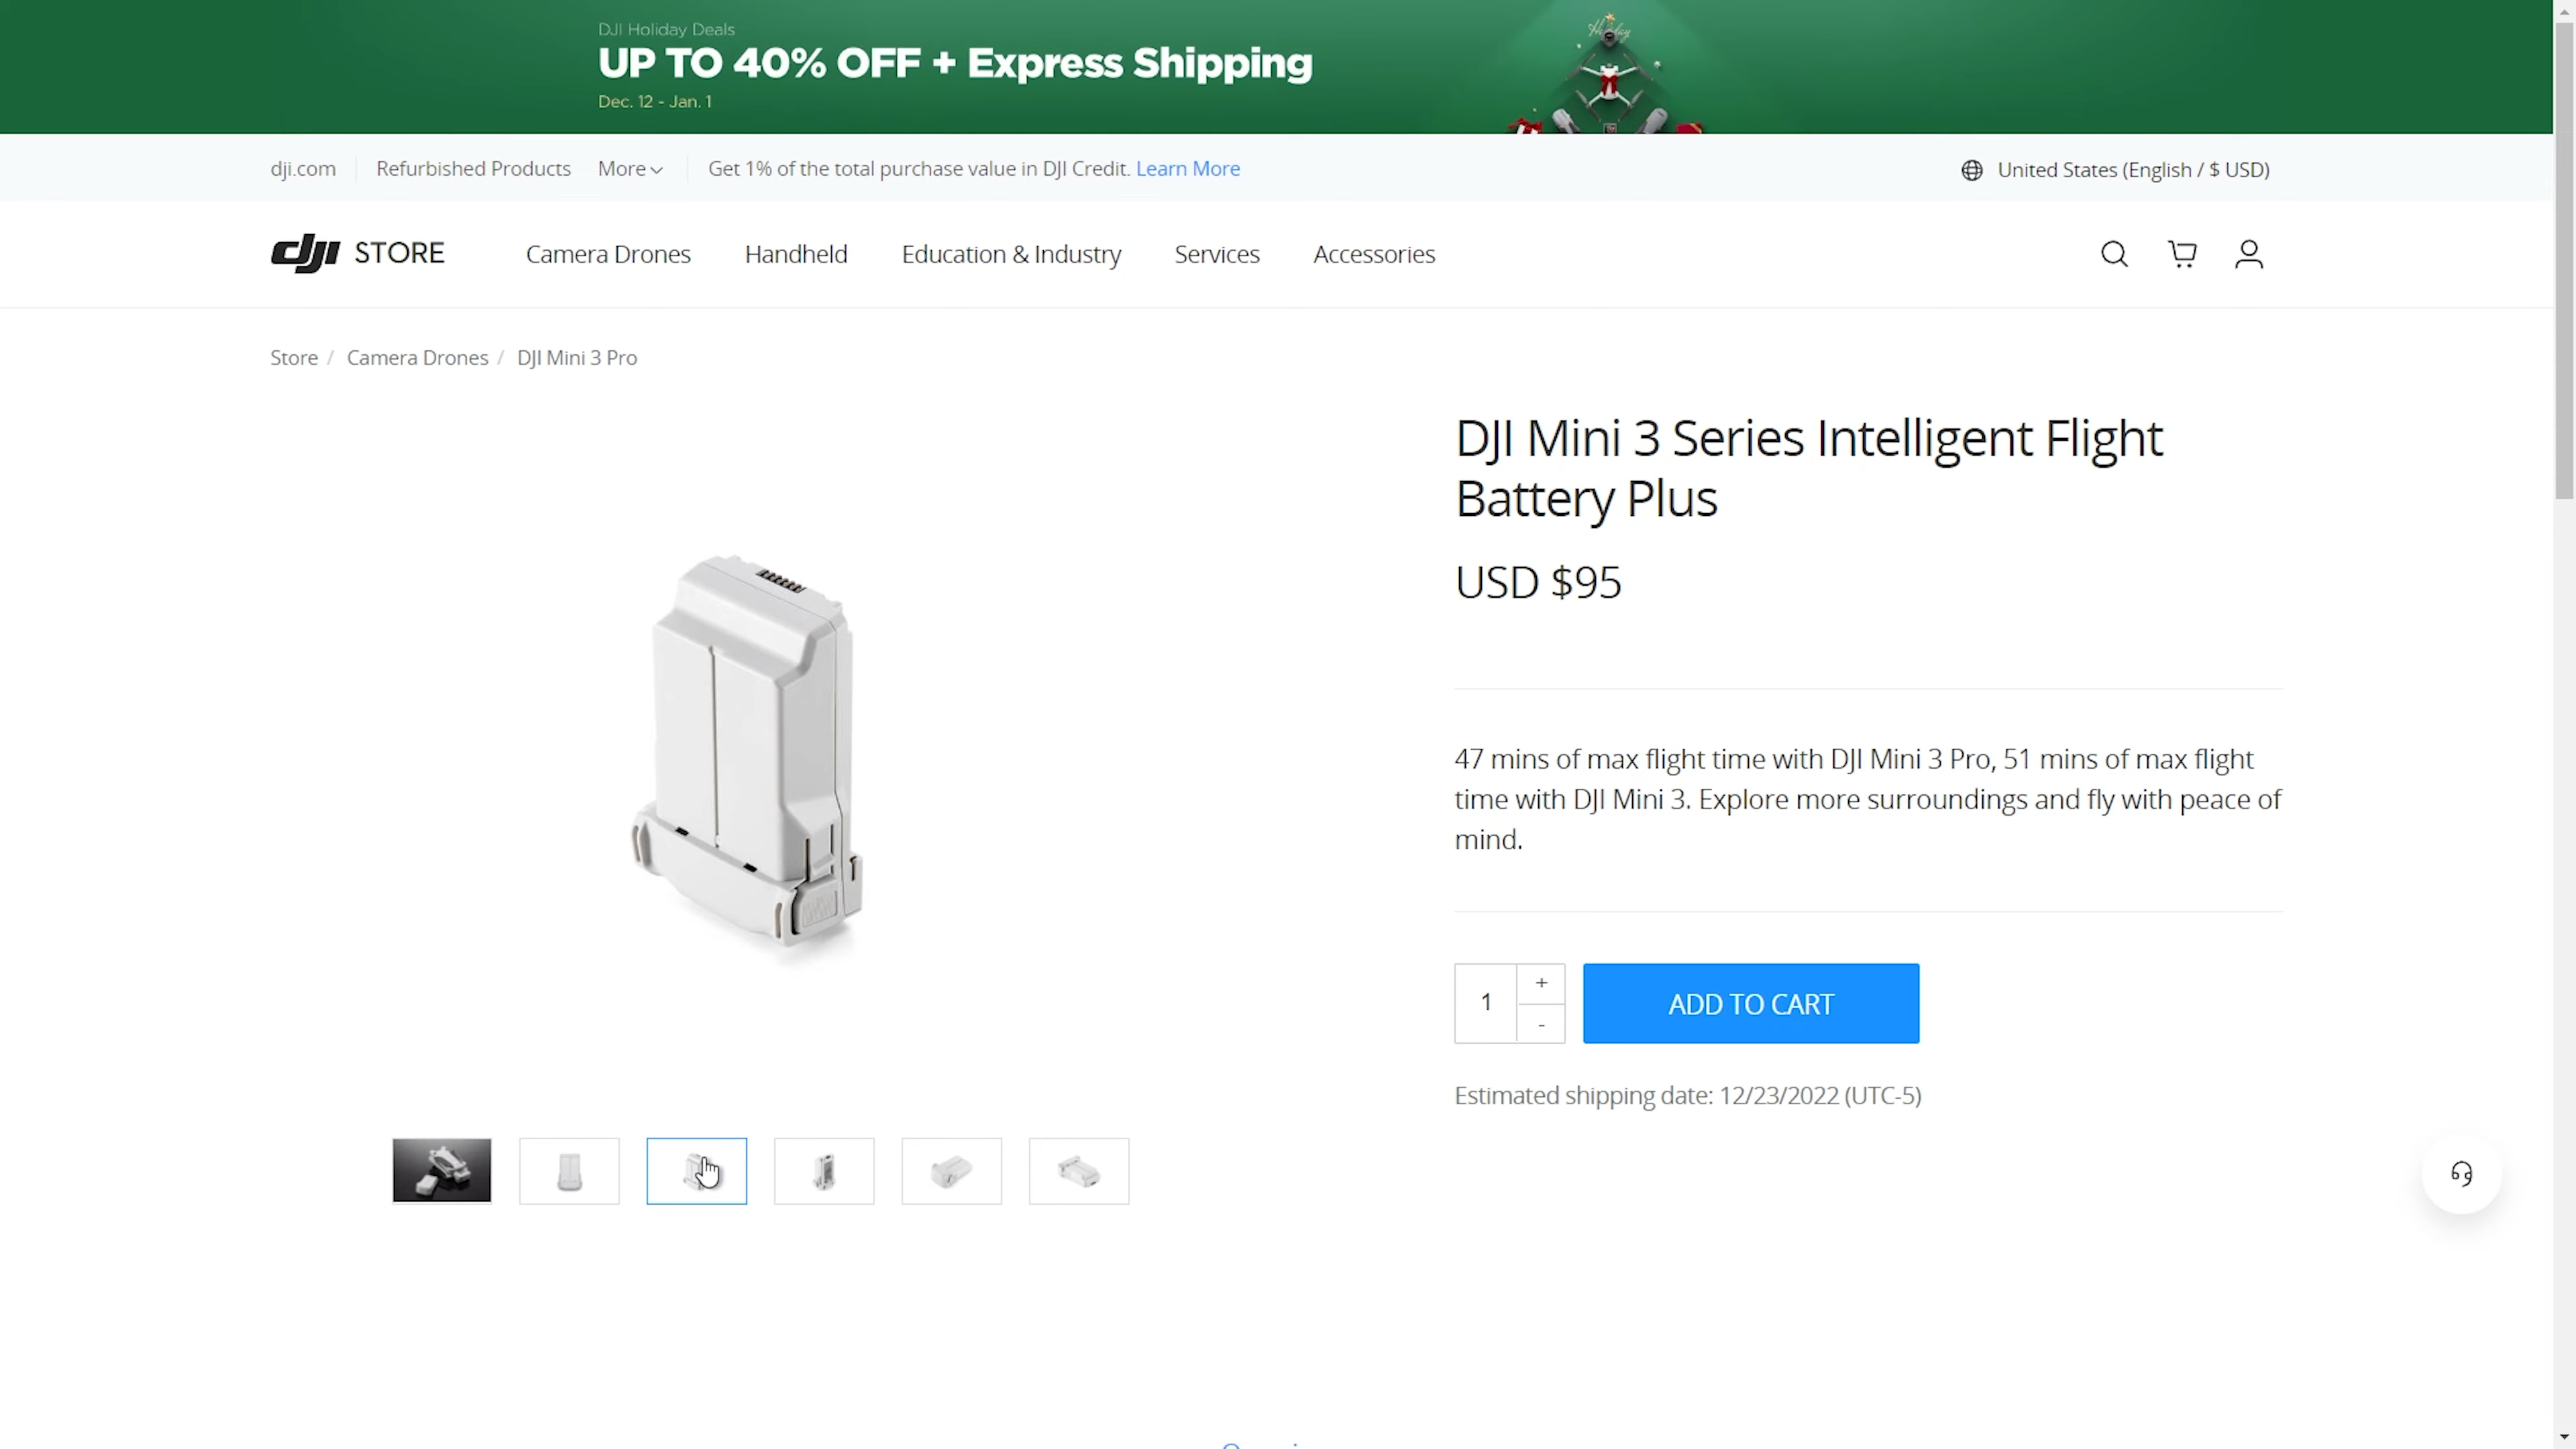 DJI Holiday Deals
UP TO 40% OFF + Express Shipping
Dec. 12 - Jan. 1
Holiday
dji.com Refurbished Products More Get 1% of the total purchase value in DJI Credit. Learn More United States (English / $ USD)
dji STORE Camera Drones Handheld Education & Industry Services Accessories
Store / Camera Drones / DJI Mini 3 Pro
DJI Mini 3 Series Intelligent Flight
Battery Plus
USD $95
47 mins of max flight time with DJI Mini 3 Pro, 51 mins of max flight
time with DJI Mini 3. Explore more surroundings and fly with peace of
mind.
1 + -
ADD TO CART
Estimated shipping date: 12/23/2022 (UTC-5)